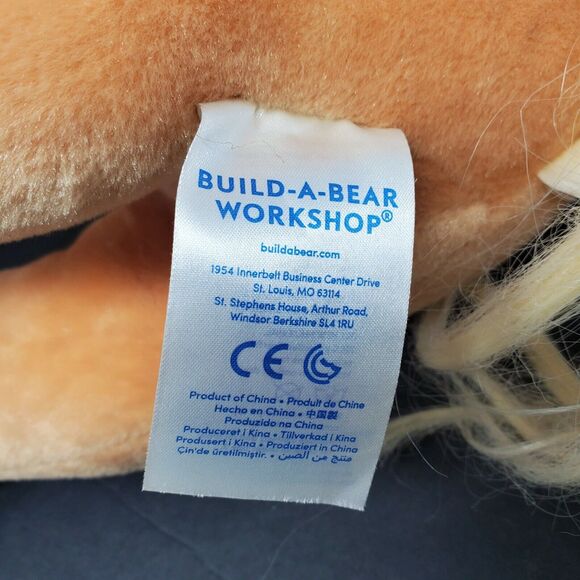 BUILD-A-BEAR
WORKSHOP®
buildabear.com
1954 Innerbelt Business Center Drive
St. Louis, MO 63114
St. Stephens House, Arthur Road,
Windsor Berkshire SL4 1RU
CE
Product of China • Produit de Chine
Hecho en China • 中国製
Produzido na China
Produceret i Kina • Tillverkad i Kina
Produsert i Kina • Produziert in China
Çin'de üretilmiştir. • منتج من الصين